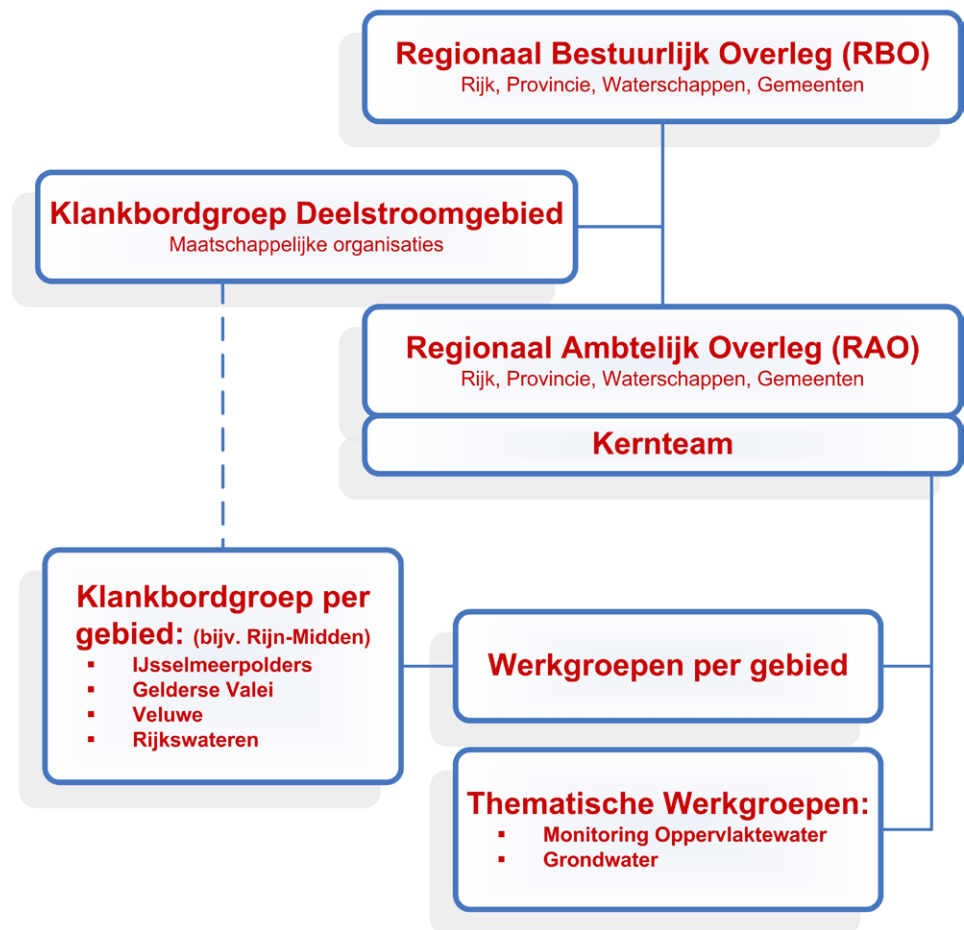 Regionaal Bestuurlijk Overleg (RBO)
Rijk, Provincie, Waterschappen, Gemeenten
Klankbordgroep Deelstroomgebied
Maatschappelijke organisaties
Regionaal Ambtelijk Overleg (RAO)
Rijk, Provincie, Waterschappen, Gemeenten
Kernteam
Klankbordgroep per
gebied: (bijv. Rijn-Midden)
▪ IJsselmeerpolders
▪ Gelderse Valei
▪ Veluwe
▪ Rijkswateren
Werkgroepen per gebied
Thematische Werkgroepen:
▪ Monitoring Oppervlaktewater
▪ Grondwater